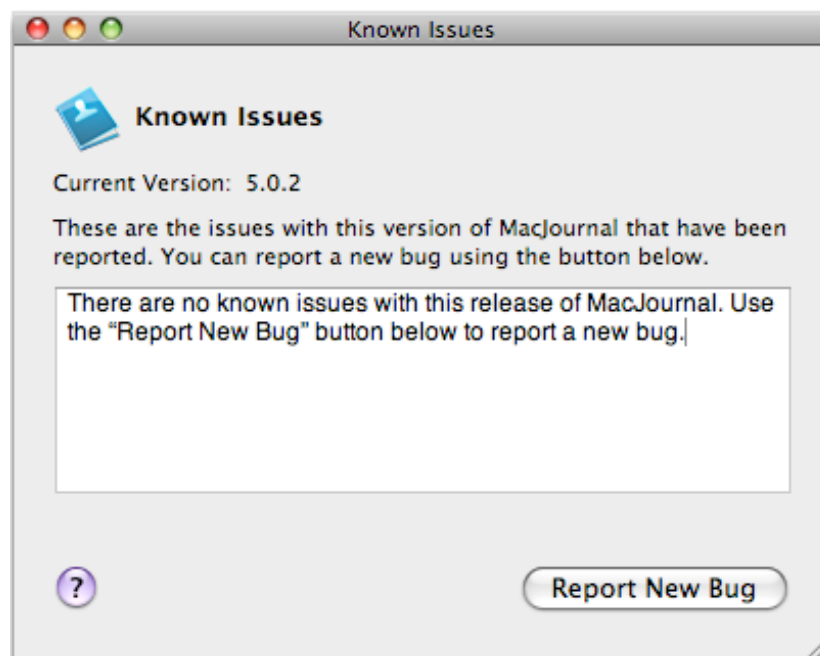 Known Issues
Known Issues
Current Version: 5.0.2
These are the issues with this version of MacJournal that have been
reported. You can report a new bug using the button below.
There are no known issues with this release of MacJournal. Use
the “Report New Bug” button below to report a new bug.
?
Report New Bug